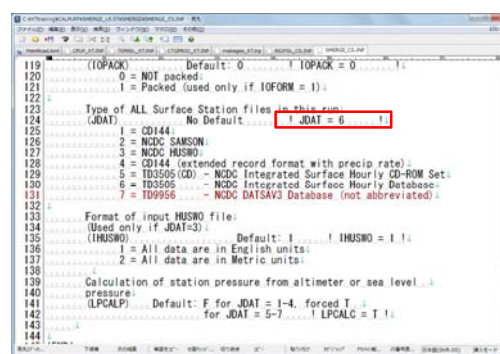 119 (IOPACK) Default: 0 ! IOPACK = 0 !
120 0 = NOT packed
121 1 = Packed (used only if IOFORM = 1)
122
123 Type of ALL Surface Station files in this run
124 (JDAT) No Default ! JDAT = 6 !
125 1 = CD144
126 2 = NCDC SAMSON
127 3 = NCDC HUSWO
128 4 = CD144 (extended record format with precip rate)
129 5 = TD3505(CD) - NCDC Integrated Surface Hourly CD-ROM Set
130 6 = TD3505 - NCDC Integrated Surface Hourly Database
131 7 = TD9956 - NCDC DATSAV3 Database (not abbreviated)
132
133 Format of input HUSWO file
134 (Used only if JDAT=3)
135 (IHUSWO) Default: 1 ! IHUSWO = 1 !
136 1 = All data are in English units
137 2 = All data are in Metric units
138
139 Calculation of station pressure from altimeter or sea level
140 pressure
141 (LPCALP) Default: F for JDAT = 1-4, forced T
142 for JDAT = 5-7 ! LPCALC = T !
143
144